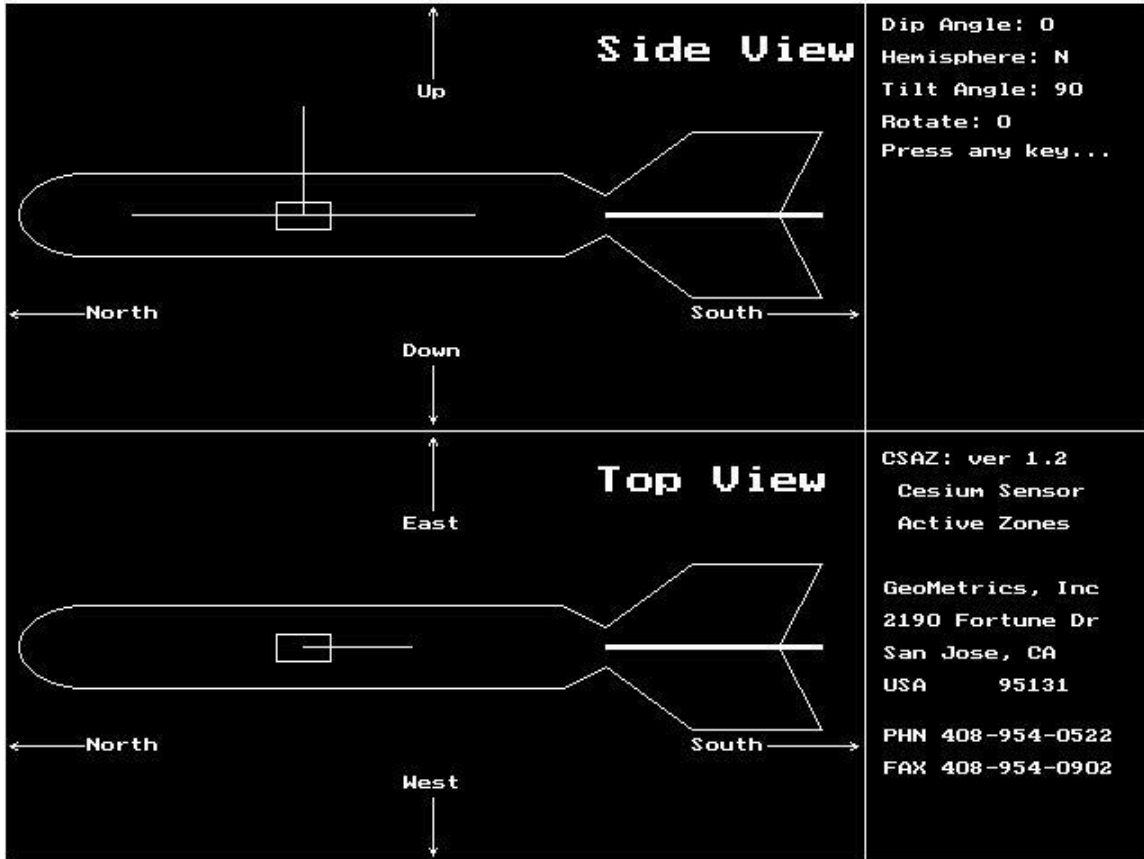 Side View
Up
North
South
Down
Dip Angle: 0
Hemisphere: N
Tilt Angle: 90
Rotate: 0
Press any key...
Top View
East
North
South
West
CSAZ: ver 1.2
Cesium Sensor
Active Zones
GeoMetrics, Inc
2190 Fortune Dr
San Jose, CA
USA 95131
PHN 408-954-0522
FAX 408-954-0902